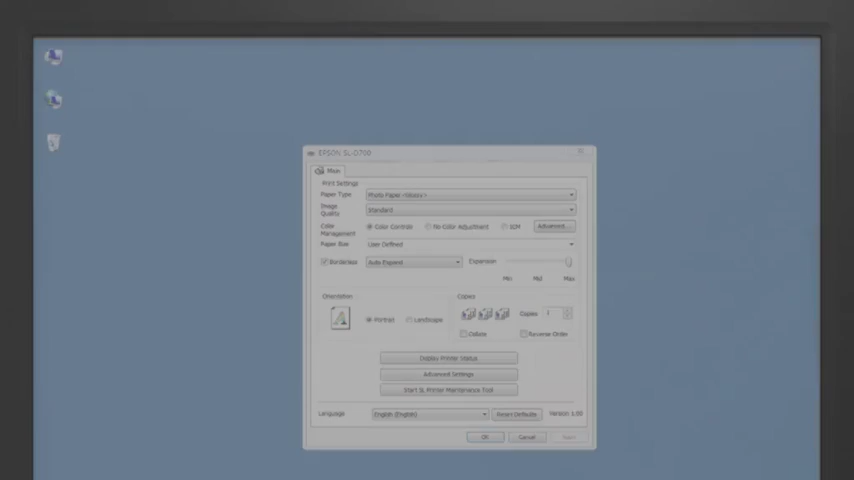 EPSON SL-D700
Main
Print Settings
Paper Type Photo Paper <Glossy>
Image Quality Standard
Color Management Color Controls No Color Adjustment ICM Advanced...
Paper Size User Defined
Borderless Auto Expand Expansion
Min Mid Max
Orientation Copies
A Portrait Landscape Copies 1
Collate Reverse Order
Display Printer Status
Advanced Settings
Start SL Printer Maintenance Tool
Language English (English) Reset Defaults Version 1.00
OK Cancel Apply